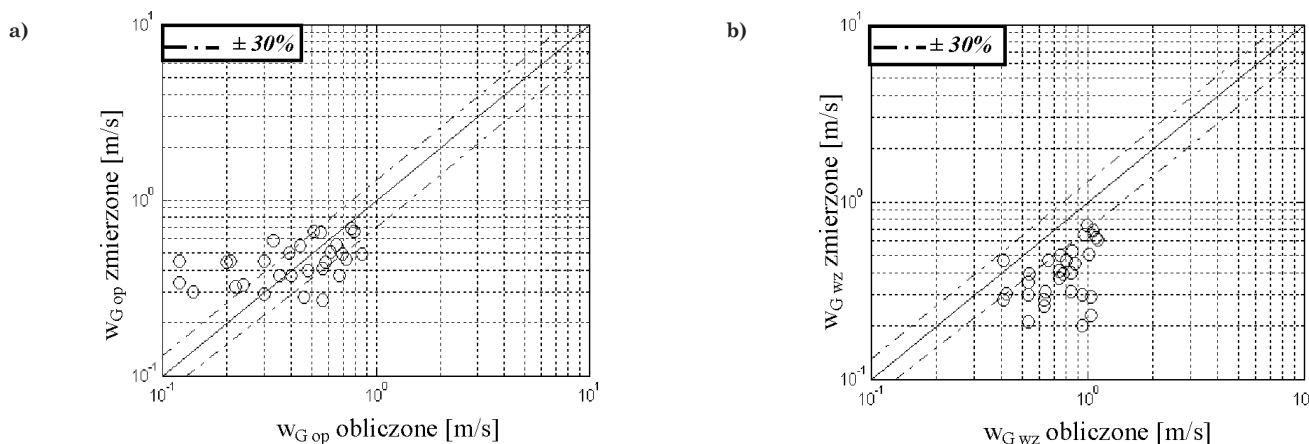 a)
± 30%
10¹
10⁰
10⁻¹
w_G op zmierzone [m/s]
10⁻¹ 10⁰ 10¹
w_G op obliczone [m/s]
b)
± 30%
10¹
10⁰
10⁻¹
w_G wz zmierzone [m/s]
10⁻¹ 10⁰ 10
w_G wz obliczone [m/s]